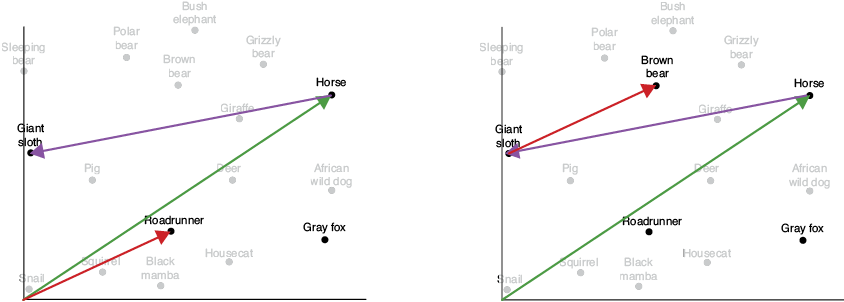 Bush
elephant
Polar
bear
Grizzly
bear
Sleeping
bear
Brown
bear
Horse
Giraffe
Giant
sloth
Pig
Deer
African
wild dog
Roadrunner
Gray fox
Housecat
Squirrel
Black
mamba
Snail
Bush
elephant
Polar
bear
Grizzly
bear
Sleeping
bear
Brown
bear
Horse
Giraffe
Giant
sloth
Pig
Deer
African
wild dog
Roadrunner
Gray fox
Housecat
Squirrel
Black
mamba
Snail